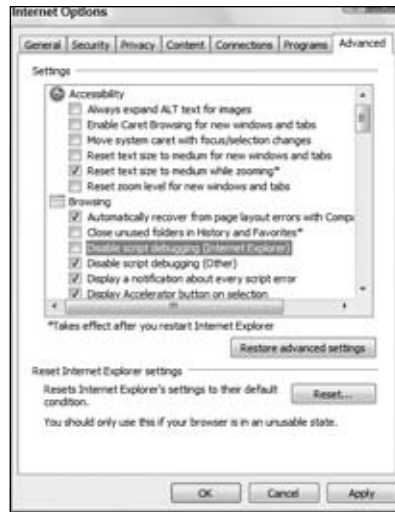 Internet Options
General Security Privacy Content Connections Programs Advanced
Settings
Accessibility
Always expand ALT text for images
Enable Caret Browsing for new windows and tabs
Move system caret with focus/selection changes
Reset text size to medium for new windows and tabs
Reset text size to medium while zooming*
Reset zoom level for new windows and tabs
Browsing
Automatically recover from page layout errors with Compa
Close unused folders in History and Favorites*
Disable script debugging (Internet Explorer)
Disable script debugging (Other)
Display a notification about every script error
Display Accelerator button on selection
*Takes effect after you restart Internet Explorer
Restore advanced settings
Reset Internet Explorer settings
Resets Internet Explorer's settings to their default
condition.
Reset...
You should only use this if your browser is in an unusable state.
OK Cancel Apply